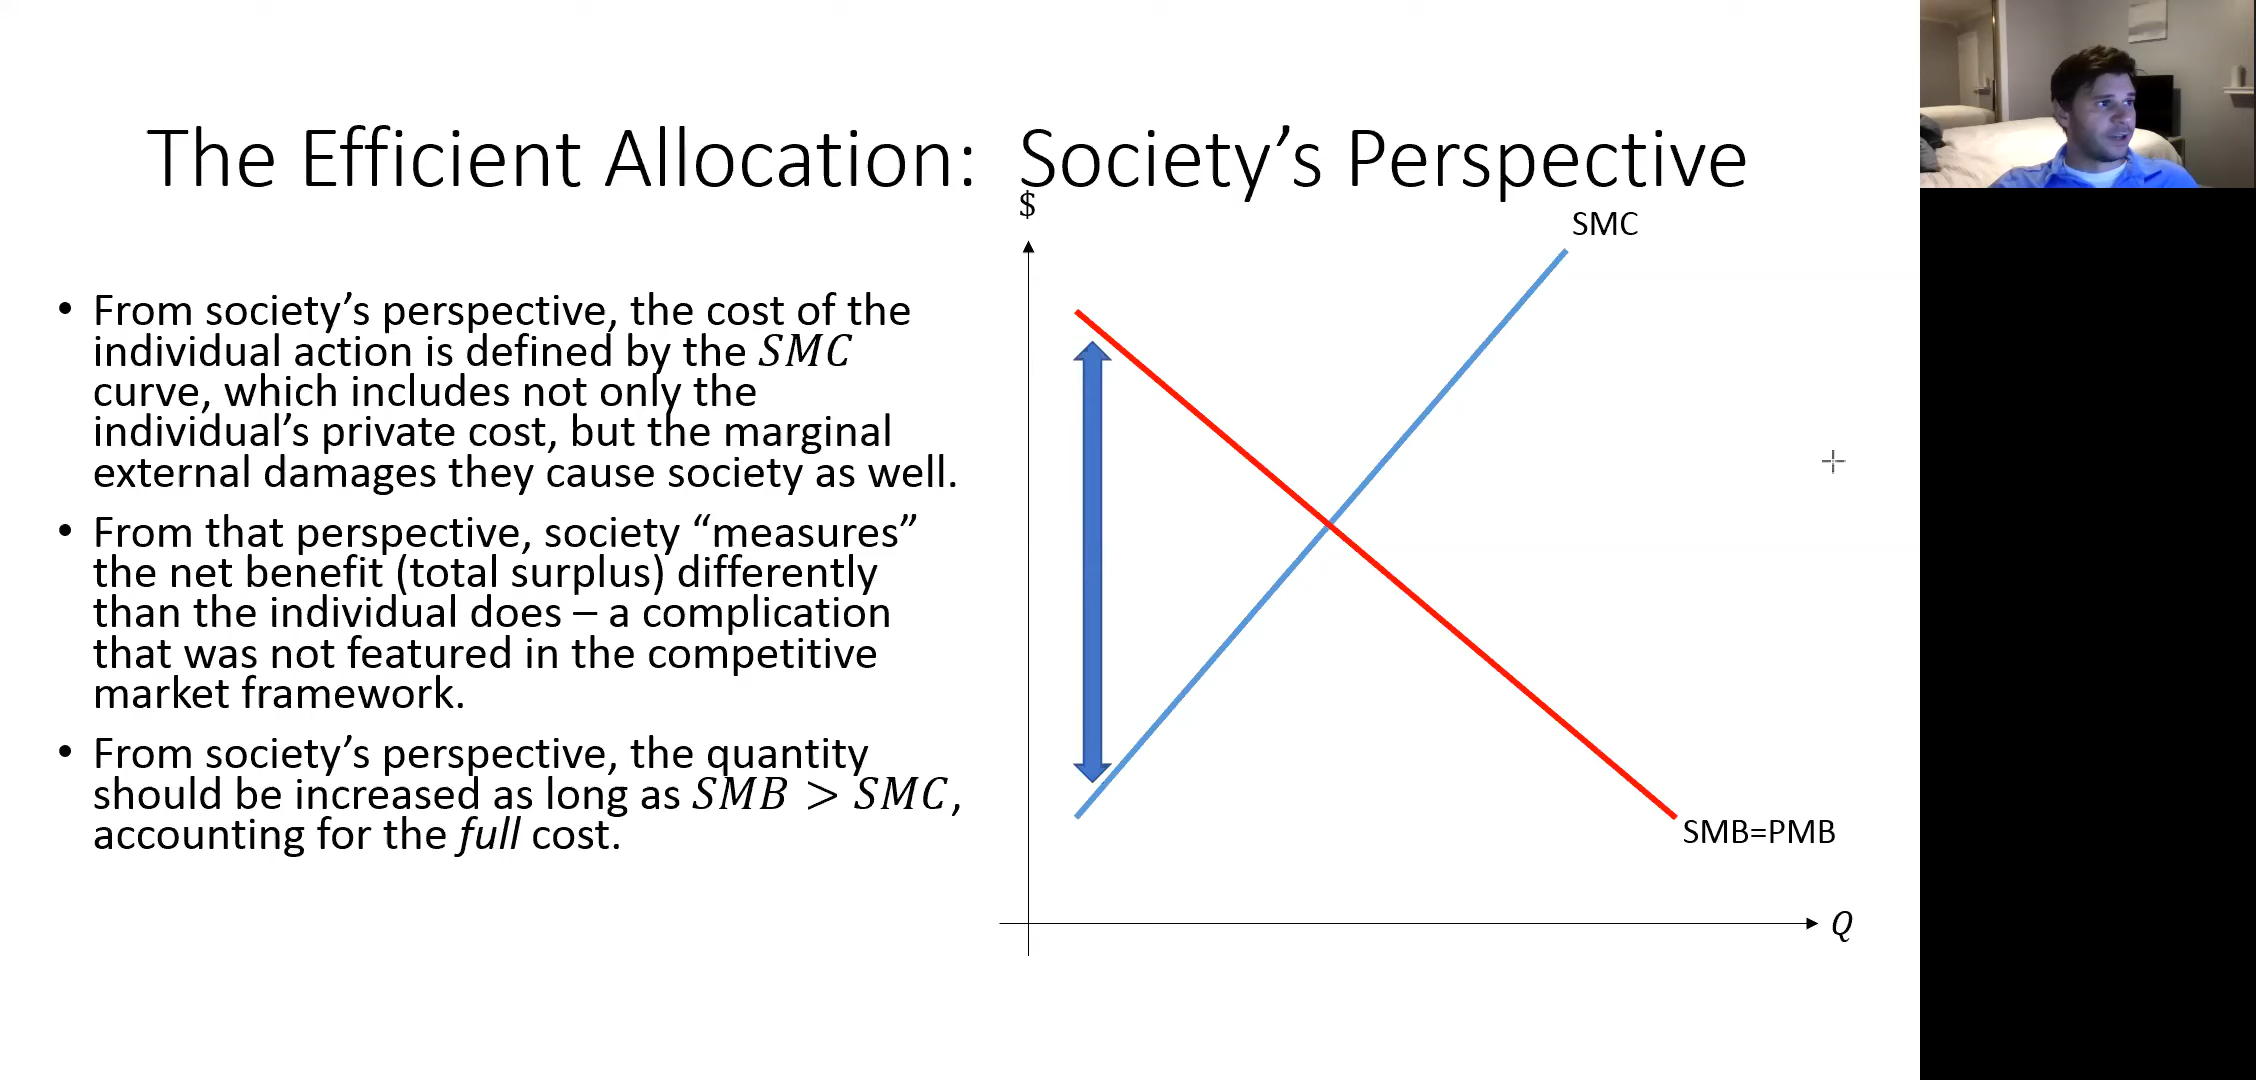 The Efficient Allocation: Society’s Perspective
• From society’s perspective, the cost of the
individual action is defined by the SMC
curve, which includes not only the
individual’s private cost, but the marginal
external damages they cause society as well.
• From that perspective, society “measures”
the net benefit (total surplus) differently
than the individual does – a complication
that was not featured in the competitive
market framework.
• From society’s perspective, the quantity
should be increased as long as SMB > SMC,
accounting for the full cost.
$
SMC
SMB=PMB
Q